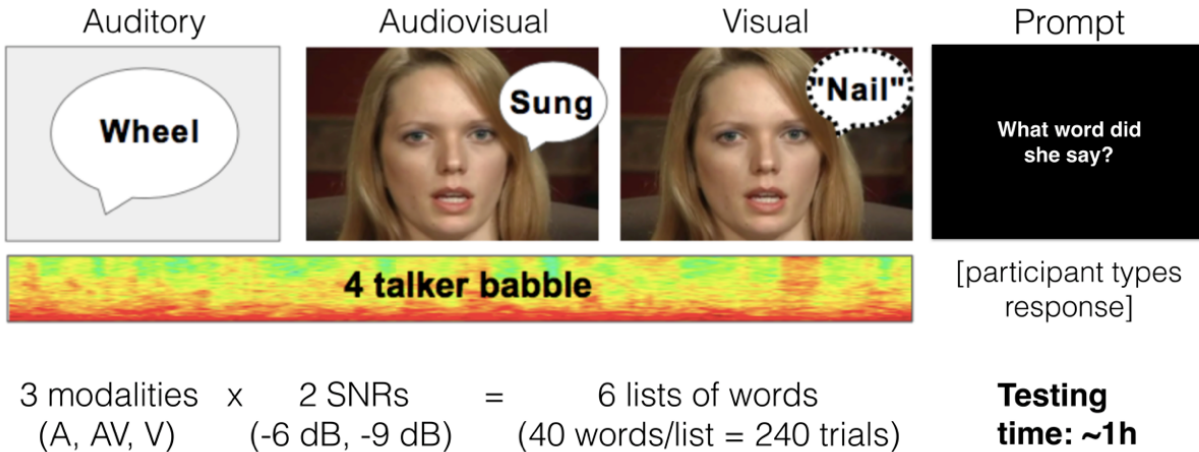 Auditory
Audiovisual
Visual
Prompt
Wheel
Sung
"Nail"
What word did
she say?
4 talker babble
[participant types
response]
3 modalities x 2 SNRs = 6 lists of words
(A, AV, V) (-6 dB, -9 dB) (40 words/list = 240 trials)
Testing
time: ~1h